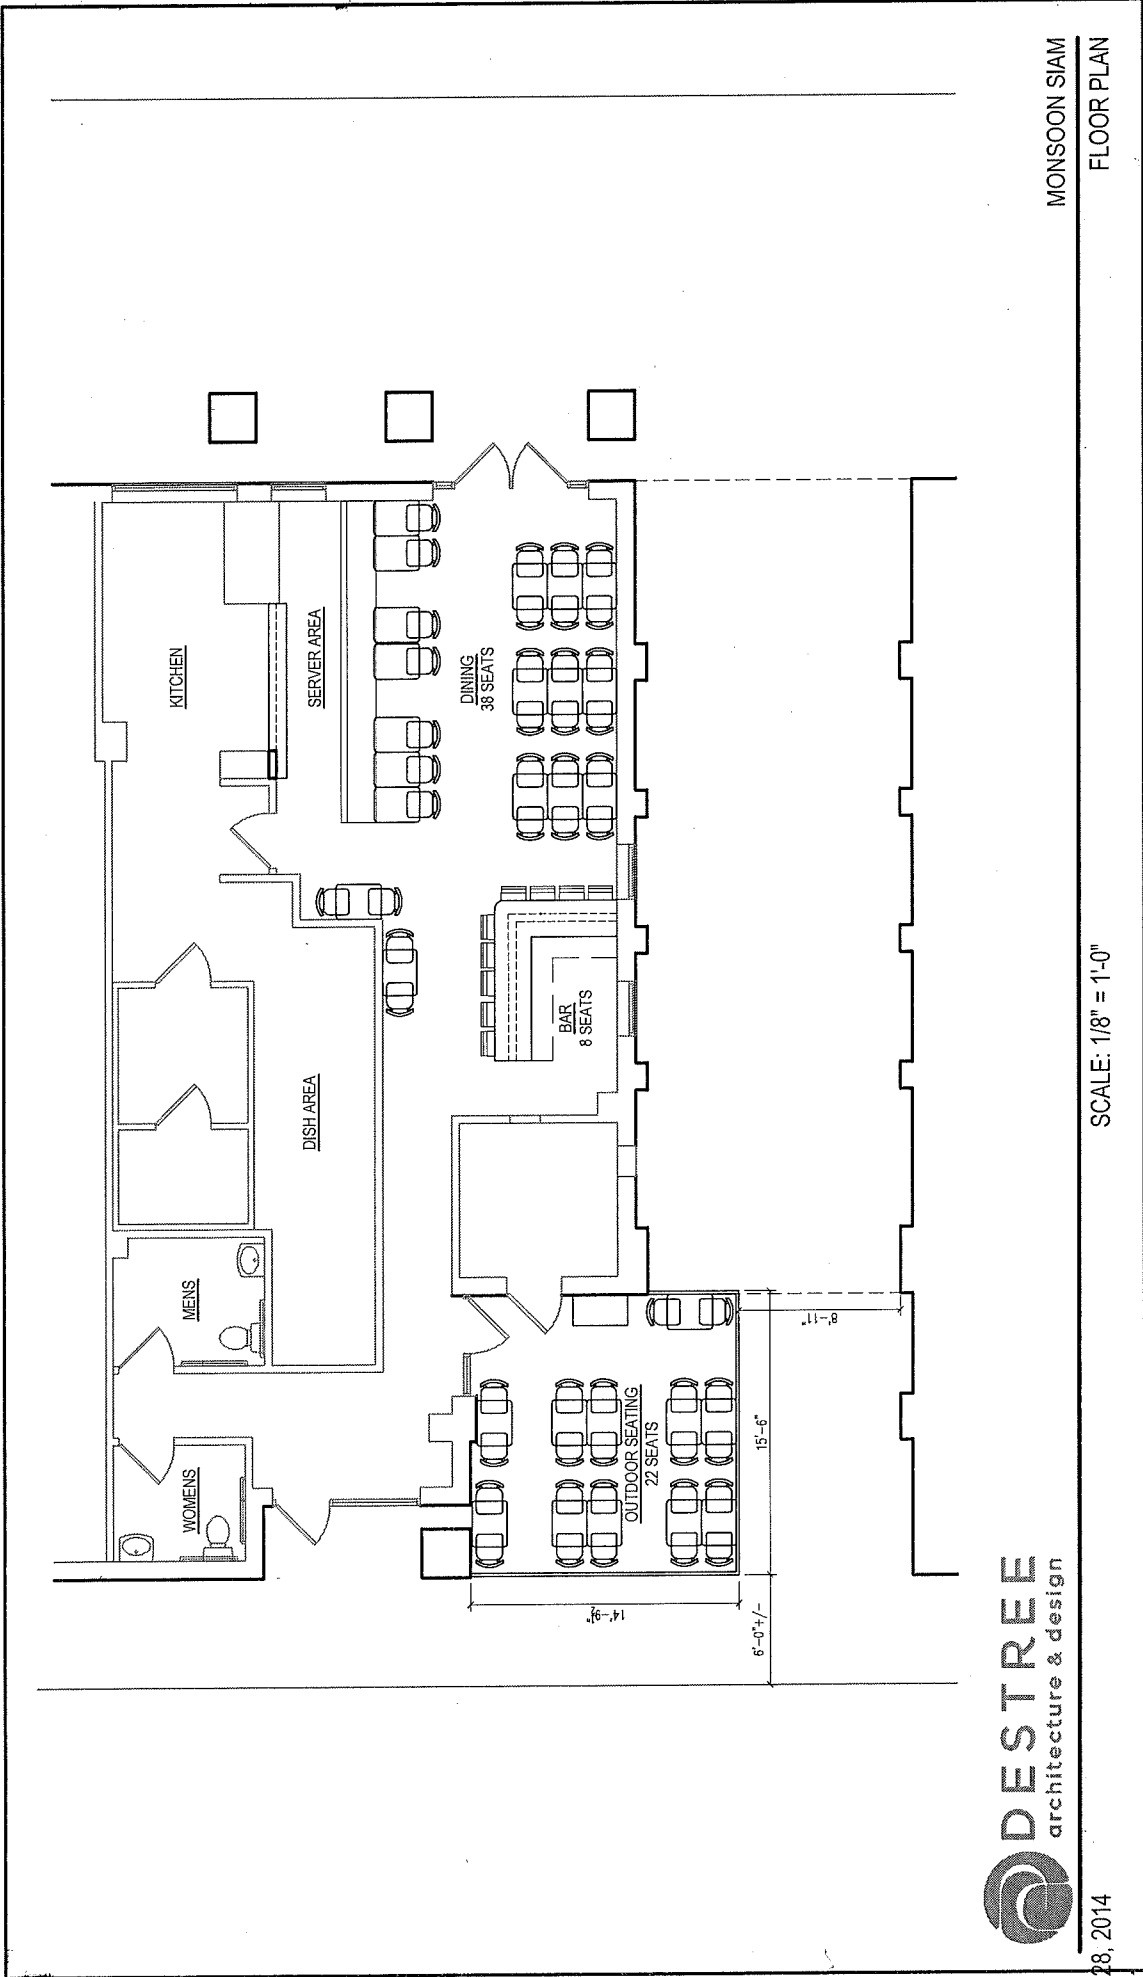 MONSOON SIAM
FLOOR PLAN
KITCHEN
SERVER AREA
DINING
38 SEATS
BAR
8 SEATS
DISH AREA
MENS
WOMENS
OUTDOOR SEATING
22 SEATS
8'-11"
15'-6"
14'-9½"
6'-0"+/-
SCALE: 1/8" = 1'-0"
DESTREE
architecture & design
28, 2014